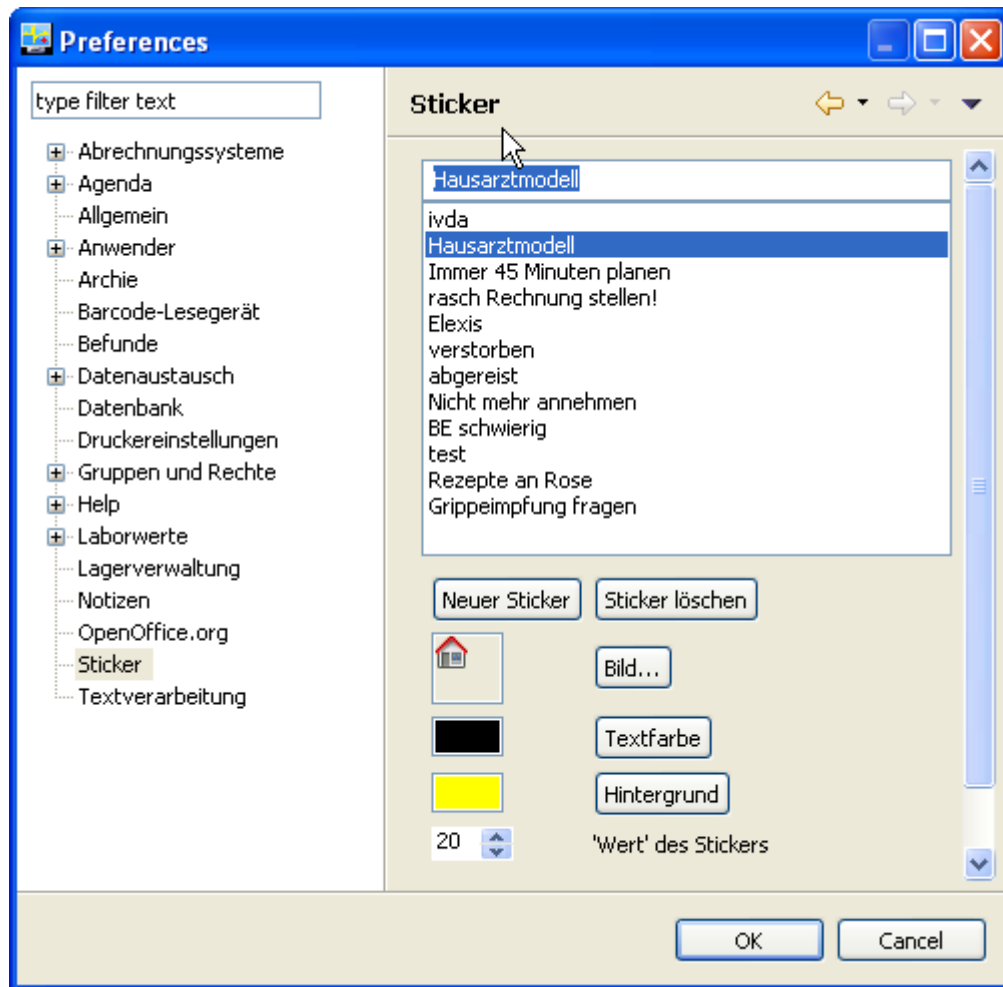 Preferences
type filter text
Abrechnungssysteme
Agenda
Allgemein
Anwender
Archie
Barcode-Lesegerät
Befunde
Datenaustausch
Datenbank
Druckereinstellungen
Gruppen und Rechte
Help
Laborwerte
Lagerverwaltung
Notizen
OpenOffice.org
Sticker
Textverarbeitung
Sticker
Hausarztmodell
ivda
Hausarztmodell
Immer 45 Minuten planen
rasch Rechnung stellen!
Elexis
verstorben
abgereist
Nicht mehr annehmen
BE schwierig
test
Rezepte an Rose
Grippeimpfung fragen
Neuer Sticker Sticker löschen
Bild...
Textfarbe
Hintergrund
20 'Wert' des Stickers
OK Cancel